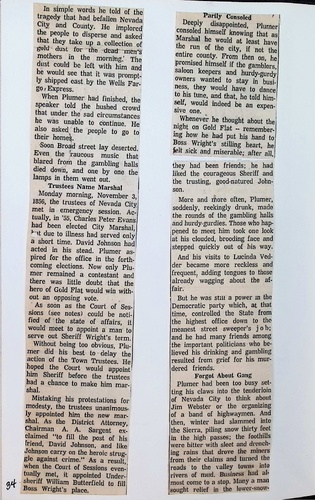 In simple words he told of the
tragedy that had befallen Nevada
City and County. He implored
the people to disperse and asked
that they take up a collection of
gold dust for the dead men's
mothers in the morning. The
dust could be left with him and
he would see that it was prompt-
ly shipped east by the Wells Far-
go Express.
When Plumer had finished, the
speaker told the hushed crowd
that under the sad circumstances
he was unable to continue. He
also asked the people to go to
their homes.
Soon Broad street lay deserted.
Even the raucous music that
blared from the gambling halls
died down, and one by one the
lamps in them went out.
Trustees Name Marshal
Monday morning, November 3,
1856, the trustees of Nevada City
met in emergency session. Ac-
tually, in '55, Charles Peter Evans
had been elected City Marshal,
but due to illness had served only
a short time. David Johnson had
acted in his stead. Plumer as-
pired for the office in the forth-
coming elections. Now only Plu-
mer remained a contestant and
there was little doubt that the
hero of Gold Flat would win with-
out an opposing vote.
As soon as the Court of Ses-
sions (see notes) could be noti-
fied of the state of affairs, it
would meet to appoint a man to
serve out Sheriff Wright's term.
Without being too obvious, Plu-
mer did his best to delay the
action of the Town Trustees. He
hoped the Court would appoint
him Sheriff before the trustees
had a chance to make him mar-
shal.
Mistaking his protestations for
modesty, the trustees unanimous-
ly appointed him the new mar-
shal. As the District Attorney,
Chairman A. A. Sargent ex-
claimed "to fill the post of his
friend, David Johnson, and like
Johnson carry on the heroic strug-
gle against crime." As a result,
when the Court of Sessions even-
tually met, it appointed Under-
sheriff William Butterfield to fill
Boss Wright's place.
84
Partly Consoled
Deeply disappointed, Plumer
consoled himself knowing that as
Marshal he would at least have
the run of the city, if not the
entire county. From then on, he
promised himself if the gamblers,
saloon keepers and hurdy-gurdy
owners wanted to stay in busi-
ness, they would have to dance
to his tune, and that, he told him-
self, would indeed be an expen-
sive one.
Whenever he thought about the
night on Gold Flat — remember-
ing how he had put his hand to
Boss Wright's stilling heart, he
felt sick and miserable; after all,
they had been friends; he had
liked the courageous Sheriff and
the trusting, good-natured John-
son.
More and more often, Plumer
suddenly, reekingly drunk, made
the rounds of the gambling halls
and hurdy-gurdies. Those who hap-
pened to meet him took one look
at his clouded, brooding face and
stepped quickly out of his way.
And his visits to Lucinda Ved-
der became more reckless and
frequent, adding tongues to those
already wagging about the af-
fair.
But he was still a power in the
Democratic party which, at that
time, controlled the State from
the highest office down to the
meanest street sweeper's job;
and he had many friends among
the important politicians who be-
lieved his drinking and gambling
resulted from grief for his mur-
dered friends.
Forget About Gang
Plumer had been too busy set-
ting his claws into the tenderloin
of Nevada City to think about
Jim Webster or the organizing
of a band of highwaymen. And
then, winter had slammed into
the Sierra, piling snow thirty feet
in the high passes; the foothills
were bitter with sleet and drench-
ing rains that drove the miners
from their claims and turned the
roads to the valley towns into
rivers of mud. Business had al-
most come to a stop. Many a man
sought relief in the lower-snow-